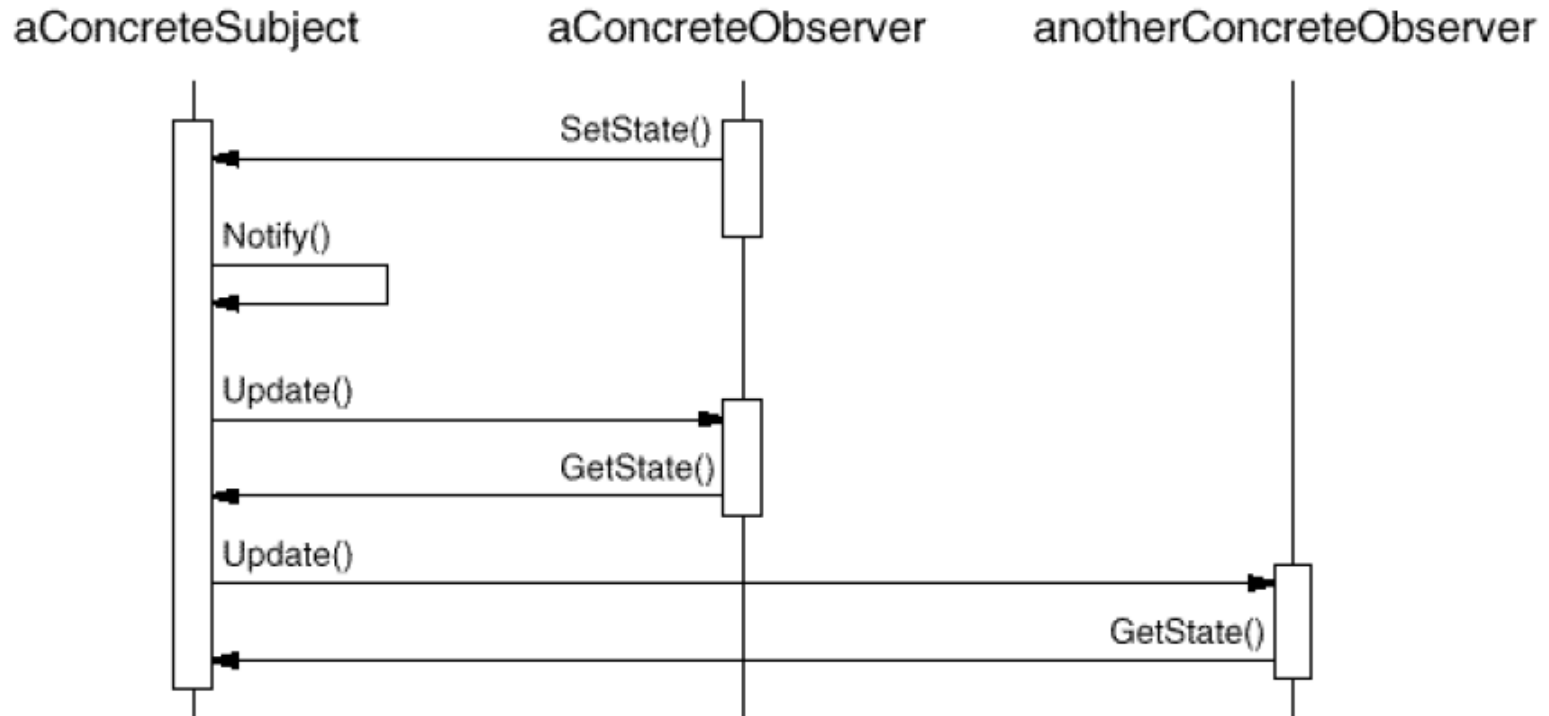 aConcreteSubject
aConcreteObserver
anotherConcreteObserver
SetState()
Notify()
Update()
GetState()
Update()
GetState()